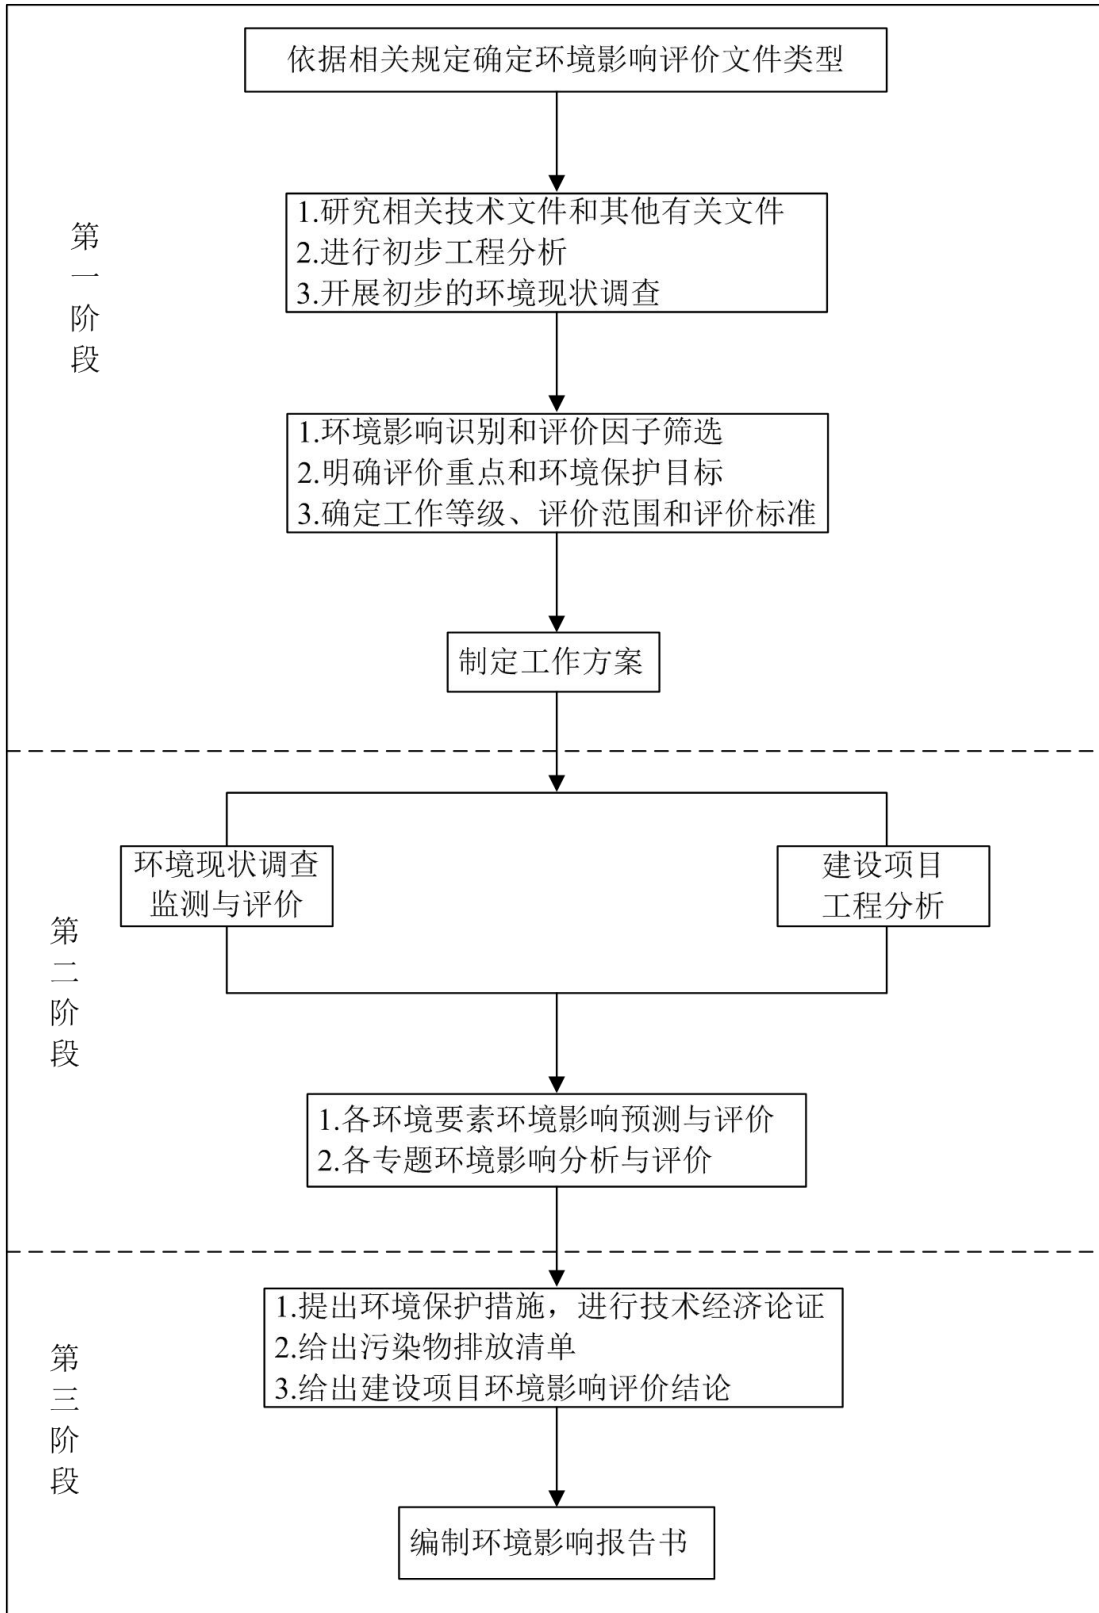 依据相关规定确定环境影响评价文件类型
第一阶段
1.研究相关技术文件和其他有关文件
2.进行初步工程分析
3.开展初步的环境现状调查
1.环境影响识别和评价因子筛选
2.明确评价重点和环境保护目标
3.确定工作等级、评价范围和评价标准
制定工作方案
第二阶段
环境现状调查
监测与评价
建设项目
工程分析
1.各环境要素环境影响预测与评价
2.各专题环境影响分析与评价
第三阶段
1.提出环境保护措施，进行技术经济论证
2.给出污染物排放清单
3.给出建设项目环境影响评价结论
编制环境影响报告书